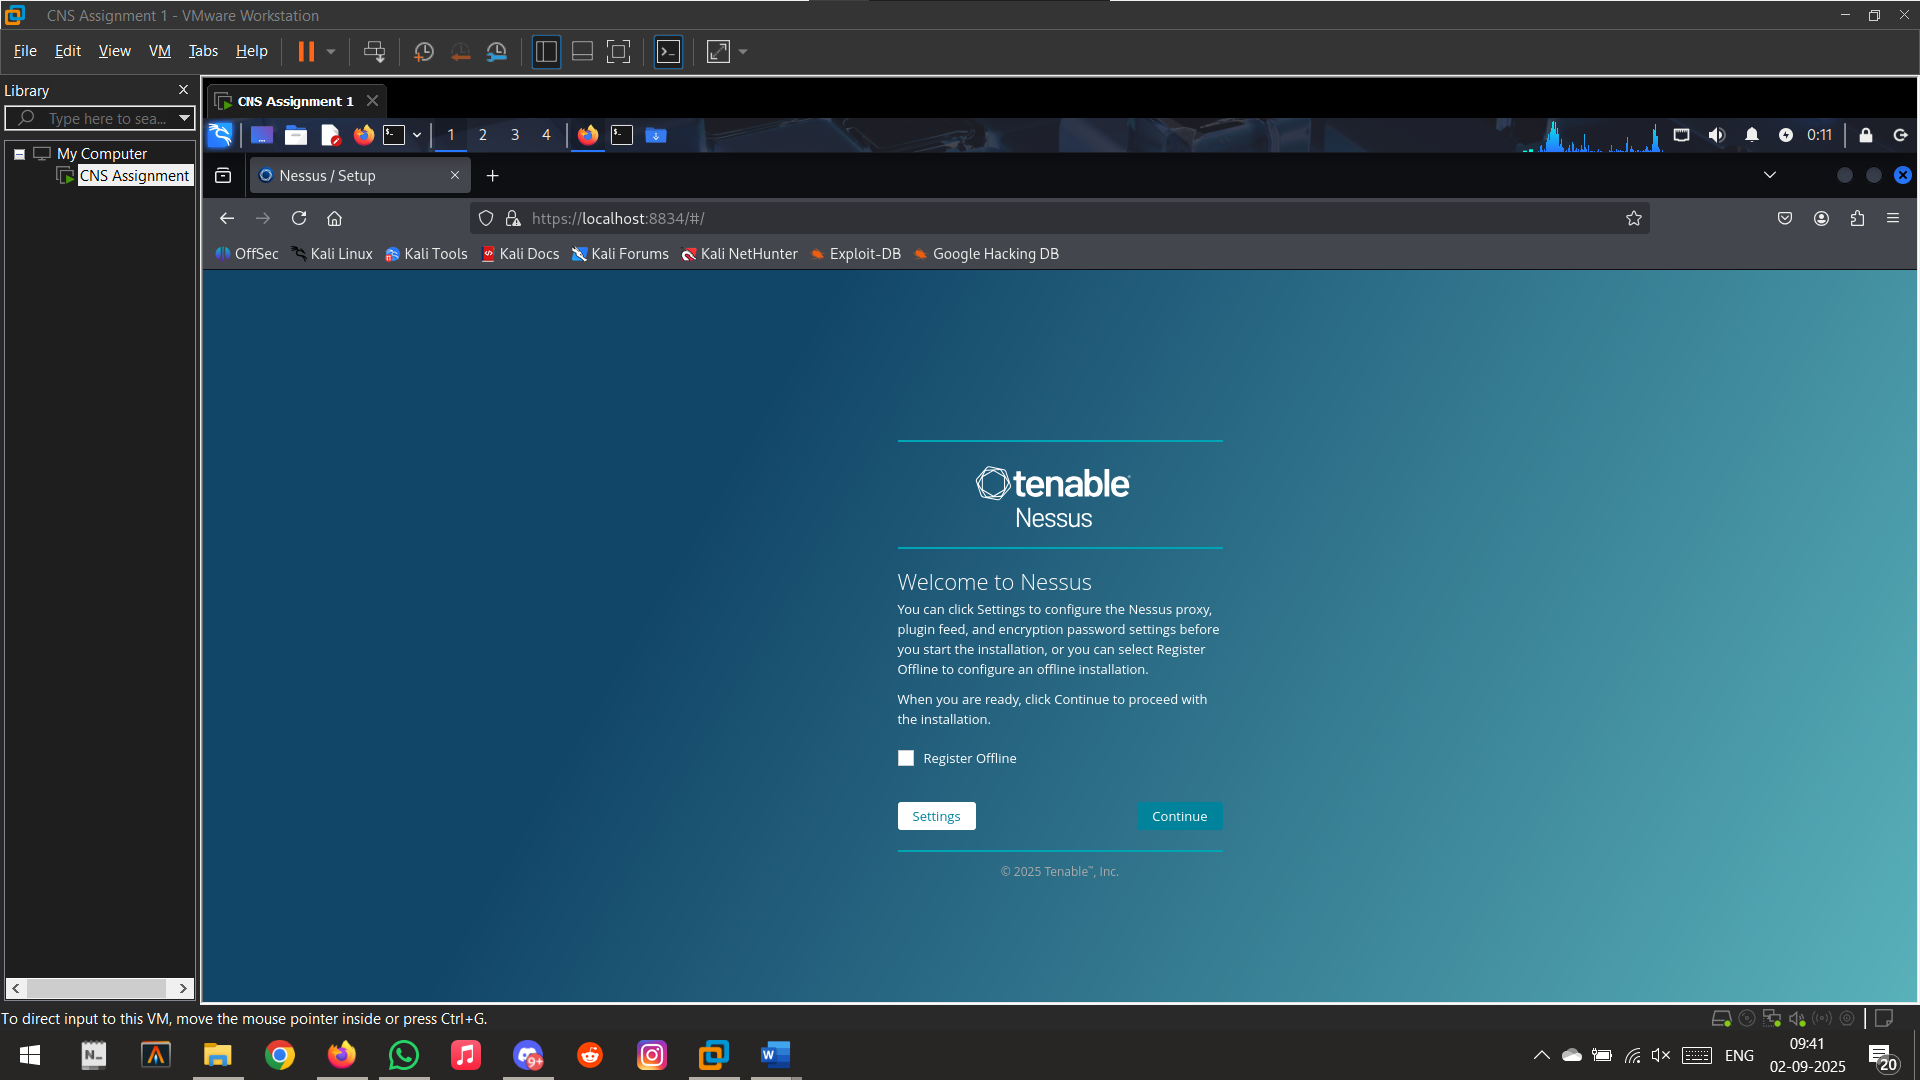 CNS Assignment 1 - VMware Workstation
File Edit View VM Tabs Help
Library
Type here to sea...
My Computer
CNS Assignment
CNS Assignment 1
1 2 3 4
0:11
Nessus / Setup
https://localhost:8834/#/
OffSec Kali Linux Kali Tools Kali Docs Kali Forums Kali NetHunter Exploit-DB Google Hacking DB
tenable
Nessus
Welcome to Nessus
You can click Settings to configure the Nessus proxy,
plugin feed, and encryption password settings before
you start the installation, or you can select Register
Offline to configure an offline installation.
When you are ready, click Continue to proceed with
the installation.
Register Offline
Settings Continue
© 2025 Tenable™, Inc.
To direct input to this VM, move the mouse pointer inside or press Ctrl+G.
N_
9+
W
ENG
09:41
02-09-2025
20